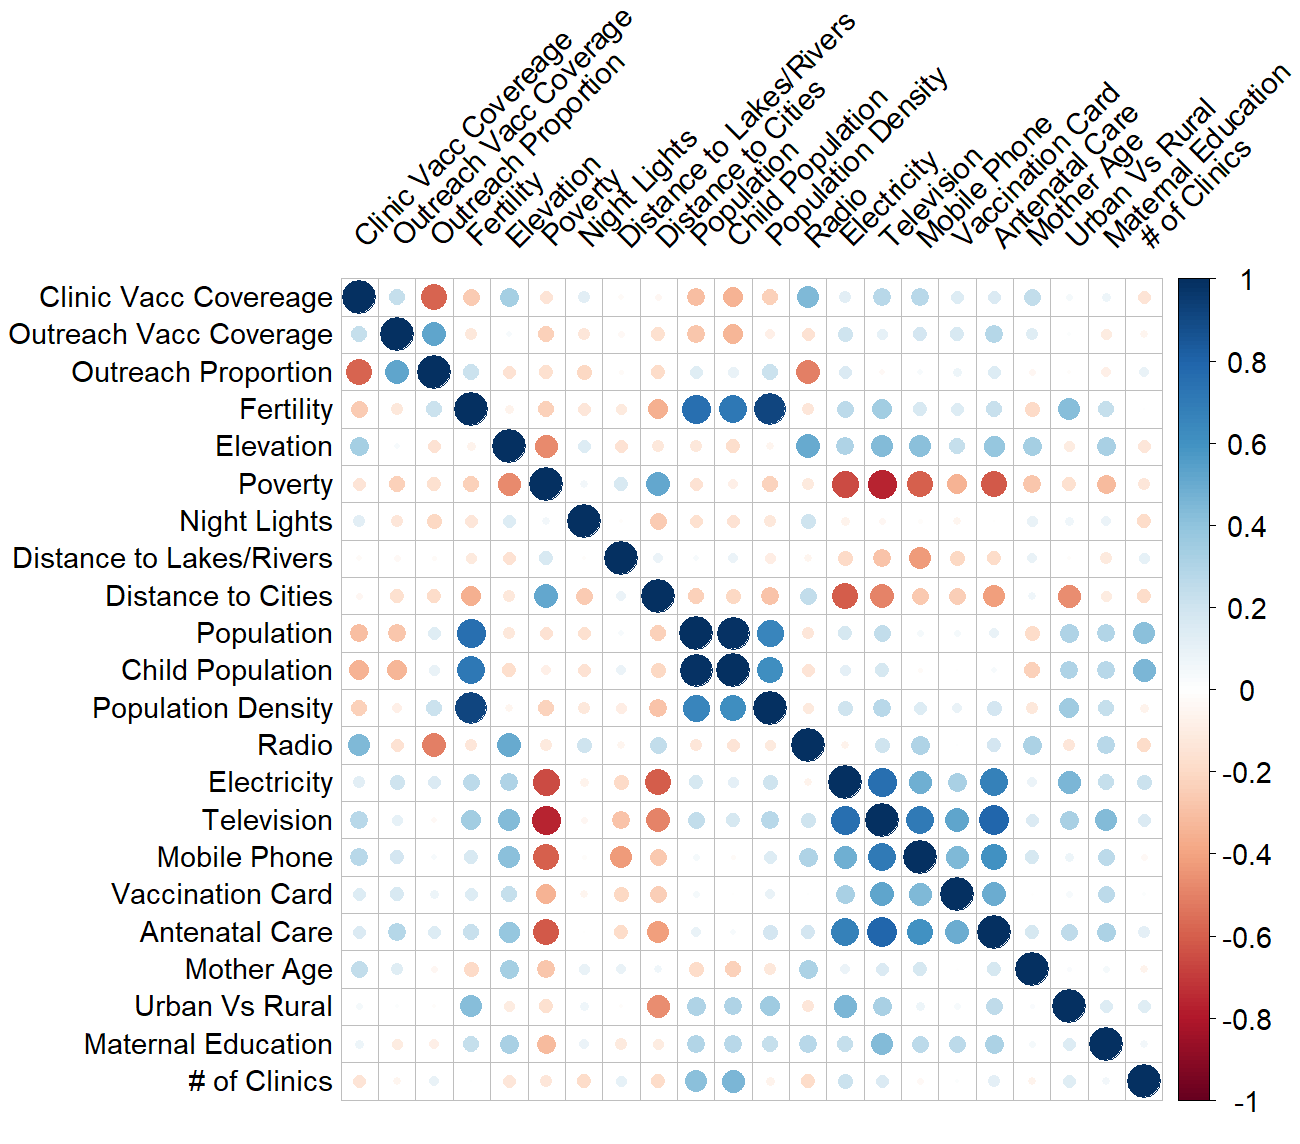 Clinic Vacc Covereage
Outreach Vacc Coverage
Outreach Proportion
Fertility
Elevation
Poverty
Night Lights
Distance to Lakes/Rivers
Distance to Cities
Population
Child Population
Population Density
Radio
Electricity
Television
Mobile Phone
Vaccination Card
Antenatal Care
Mother Age
Urban Vs Rural
Maternal Education
# of Clinics
Clinic Vacc Covereage
Outreach Vacc Coverage
Outreach Proportion
Fertility
Elevation
Poverty
Night Lights
Distance to Lakes/Rivers
Distance to Cities
Population
Child Population
Population Density
Radio
Electricity
Television
Mobile Phone
Vaccination Card
Antenatal Care
Mother Age
Urban Vs Rural
Maternal Education
# of Clinics
1
0.8
0.6
0.4
0.2
0
-0.2
-0.4
-0.6
-0.8
-1